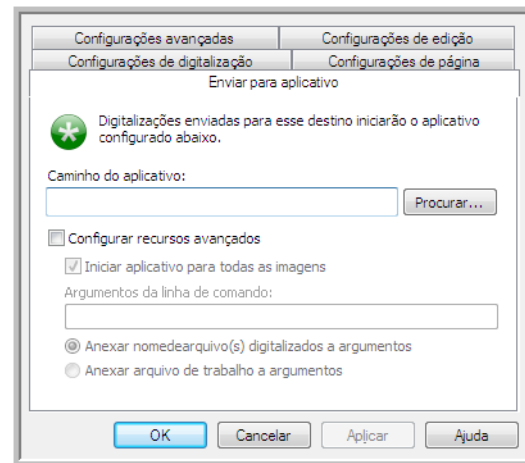 Configurações avançadas
Configurações de edição
Configurações de digitalização
Configurações de página
Enviar para aplicativo
Digitalizações enviadas para esse destino iniciarão o aplicativo
configurado abaixo.
Caminho do aplicativo:
Procurar...
Configurar recursos avançados
Iniciar aplicativo para todas as imagens
Argumentos da linha de comando:
Anexar nomedearquivo(s) digitalizados a argumentos
Anexar arquivo de trabalho a argumentos
OK
Cancelar
Aplicar
Ajuda